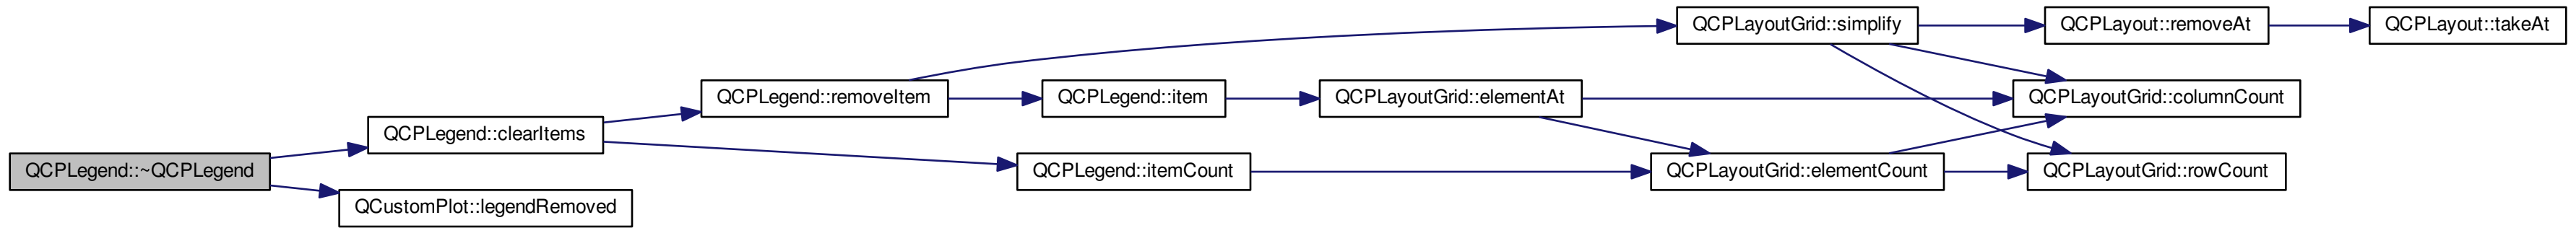 QCPLegend::~QCPLegend
QCPLegend::clearItems
QCustomPlot::legendRemoved
QCPLegend::removeItem
QCPLegend::itemCount
QCPLegend::item
QCPLayoutGrid::elementAt
QCPLayoutGrid::simplify
QCPLayoutGrid::elementCount
QCPLayout::removeAt
QCPLayoutGrid::columnCount
QCPLayoutGrid::rowCount
QCPLayout::takeAt